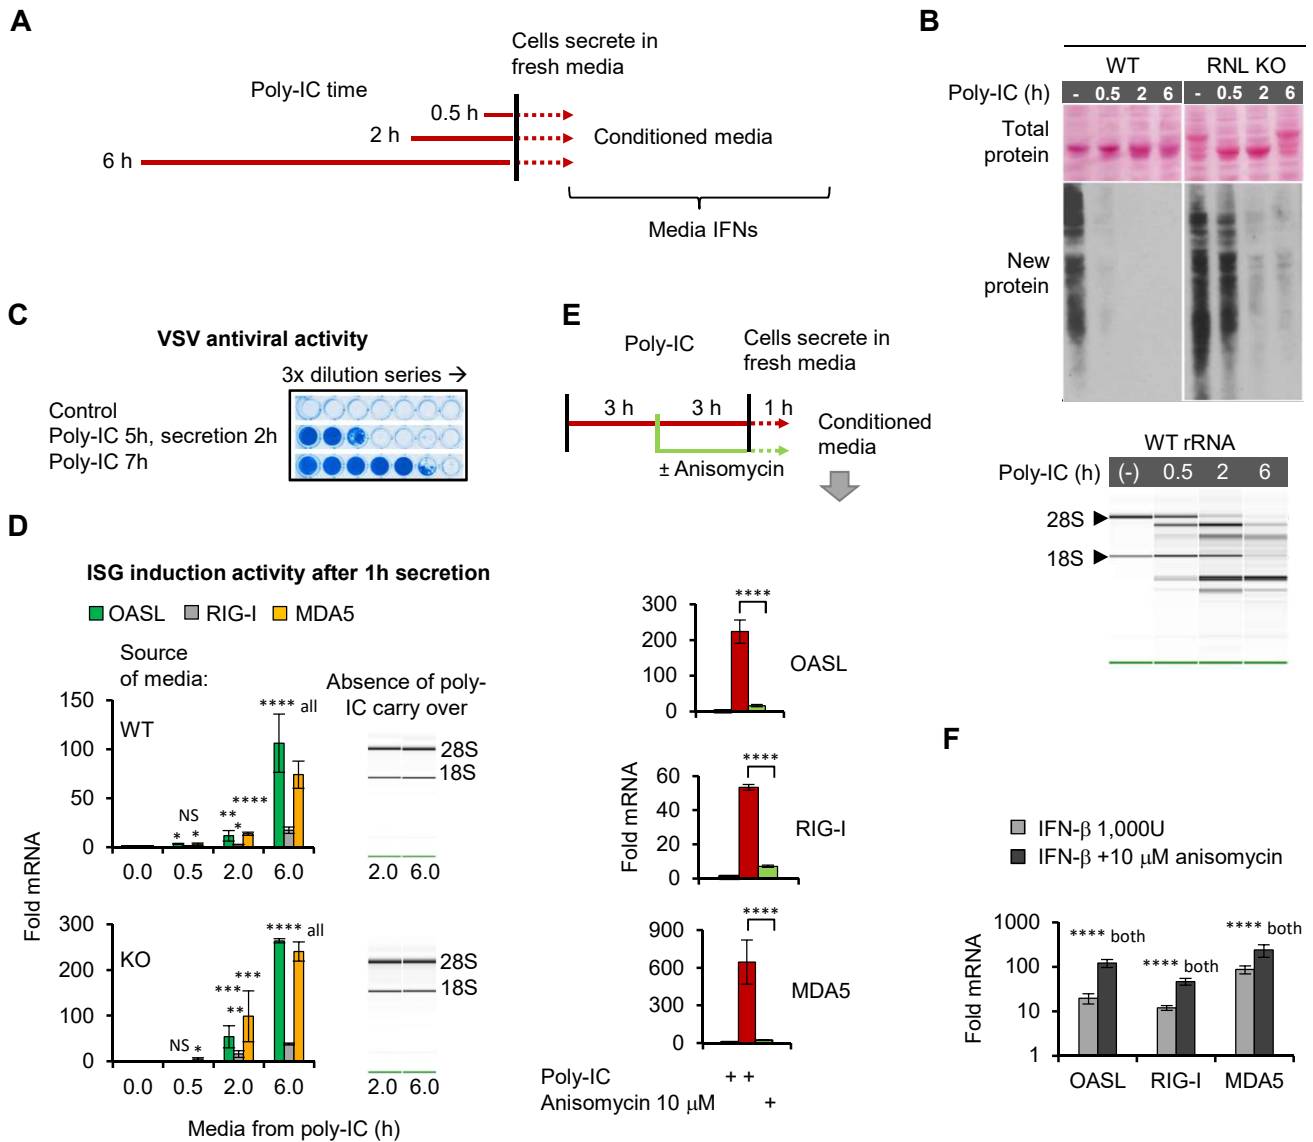 A
Cells secrete in
fresh media
Poly-IC time
0.5 h
2 h
6 h
Conditioned media
Media IFNs
B
WT RNL KO
Poly-IC (h) - 0.5 2 6 - 0.5 2 6
Total
protein
New
protein
WT rRNA
Poly-IC (h) (-) 0.5 2 6
28S
18S
C
VSV antiviral activity
3x dilution series →
Control
Poly-IC 5h, secretion 2h
Poly-IC 7h
D
ISG induction activity after 1h secretion
OASL RIG-I MDA5
Source
of media:
Absence of poly-
IC carry over
Fold mRNA
WT
150
100
50
0
* NS *
** * ****
**** all
0.0 0.5 2.0 6.0
28S
18S
2.0 6.0
KO
300
200
100
0
NS *
*** ** ***
**** all
0.0 0.5 2.0 6.0
28S
18S
2.0 6.0
Media from poly-IC (h)
E
Poly-IC
Cells secrete in
fresh media
3 h 3 h 1 h
± Anisomycin
Conditioned
media
Fold mRNA
300
200
100
0
****
OASL
60
40
20
0
****
RIG-I
900
600
300
0
****
MDA5
Poly-IC + +
Anisomycin 10 μM +
F
IFN-β 1,000U
IFN-β +10 μM anisomycin
Fold mRNA
1000
100
10
1
**** both
**** both
**** both
OASL RIG-I MDA5